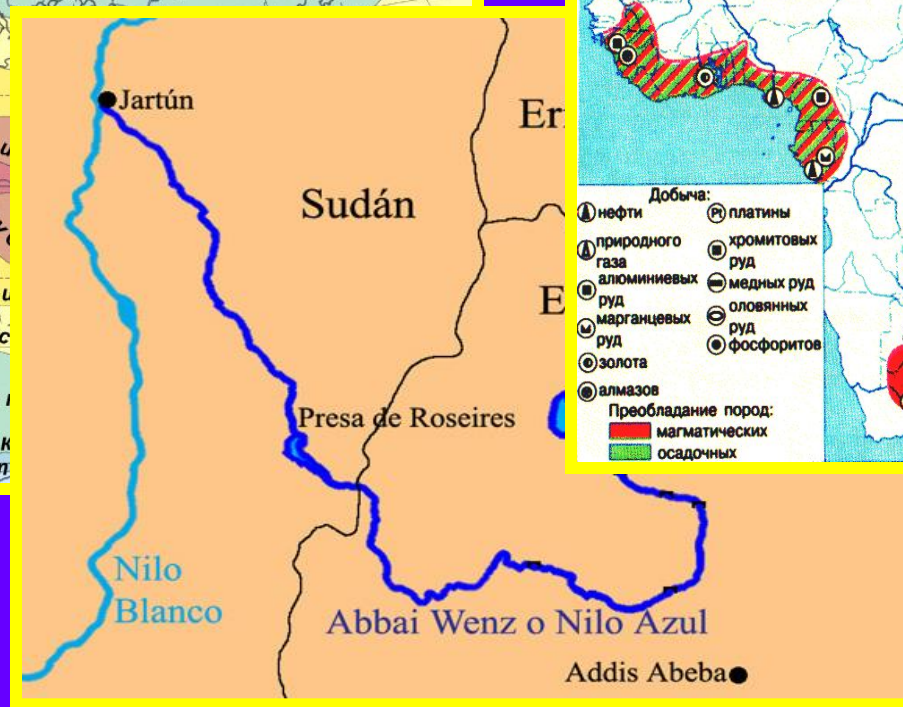 Jartún
Sudán
Presa de Roseires
Nilo
Blanco
Abbai Wenz o Nilo Azul
Addis Abeba
Добыча:
нефти
Pt платины
природного
газа
хромитовых
руд
алюминиевых
руд
медных руд
марганцевых
руд
оловянных
руд
фосфоритов
золота
алмазов
Преобладание пород:
магматических
осадочных